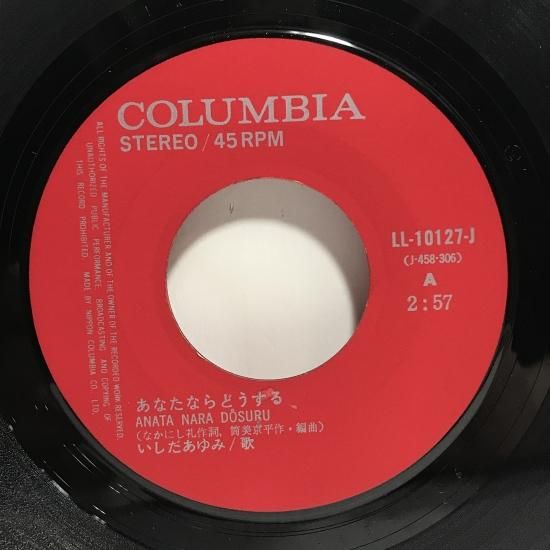 COLUMBIA
STEREO / 45 RPM
ALL RIGHTS OF THE MANUFACTURER AND OF THE OWNER OF THE RECORDED WORK RESERVED.
UNAUTHORIZED PUBLIC PERFORMANCE, BROADCASTING AND COPYING OF
THIS RECORD PROHIBITED. MADE BY NIPPON COLUMBIA CO. LTD.
LL-10127-J
(J-458-306)
A
2:57
あなたならどうする
ANATA NARA DŌSURU
(なかにし礼作詞, 筒美京平作・編曲)
いしだあゆみ/歌